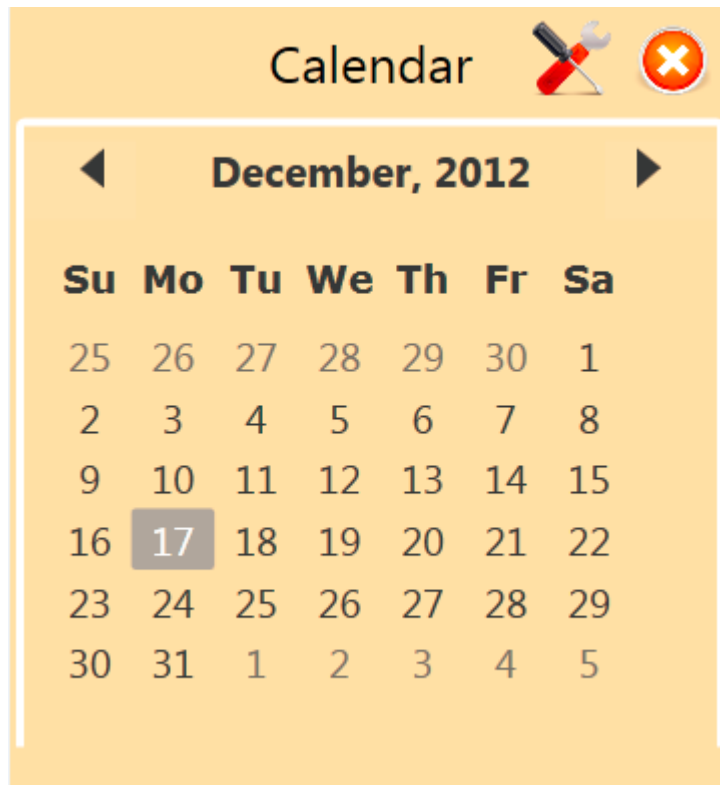 Calendar
December, 2012
Su Mo Tu We Th Fr Sa
25 26 27 28 29 30 1
2 3 4 5 6 7 8
9 10 11 12 13 14 15
16 17 18 19 20 21 22
23 24 25 26 27 28 29
30 31 1 2 3 4 5